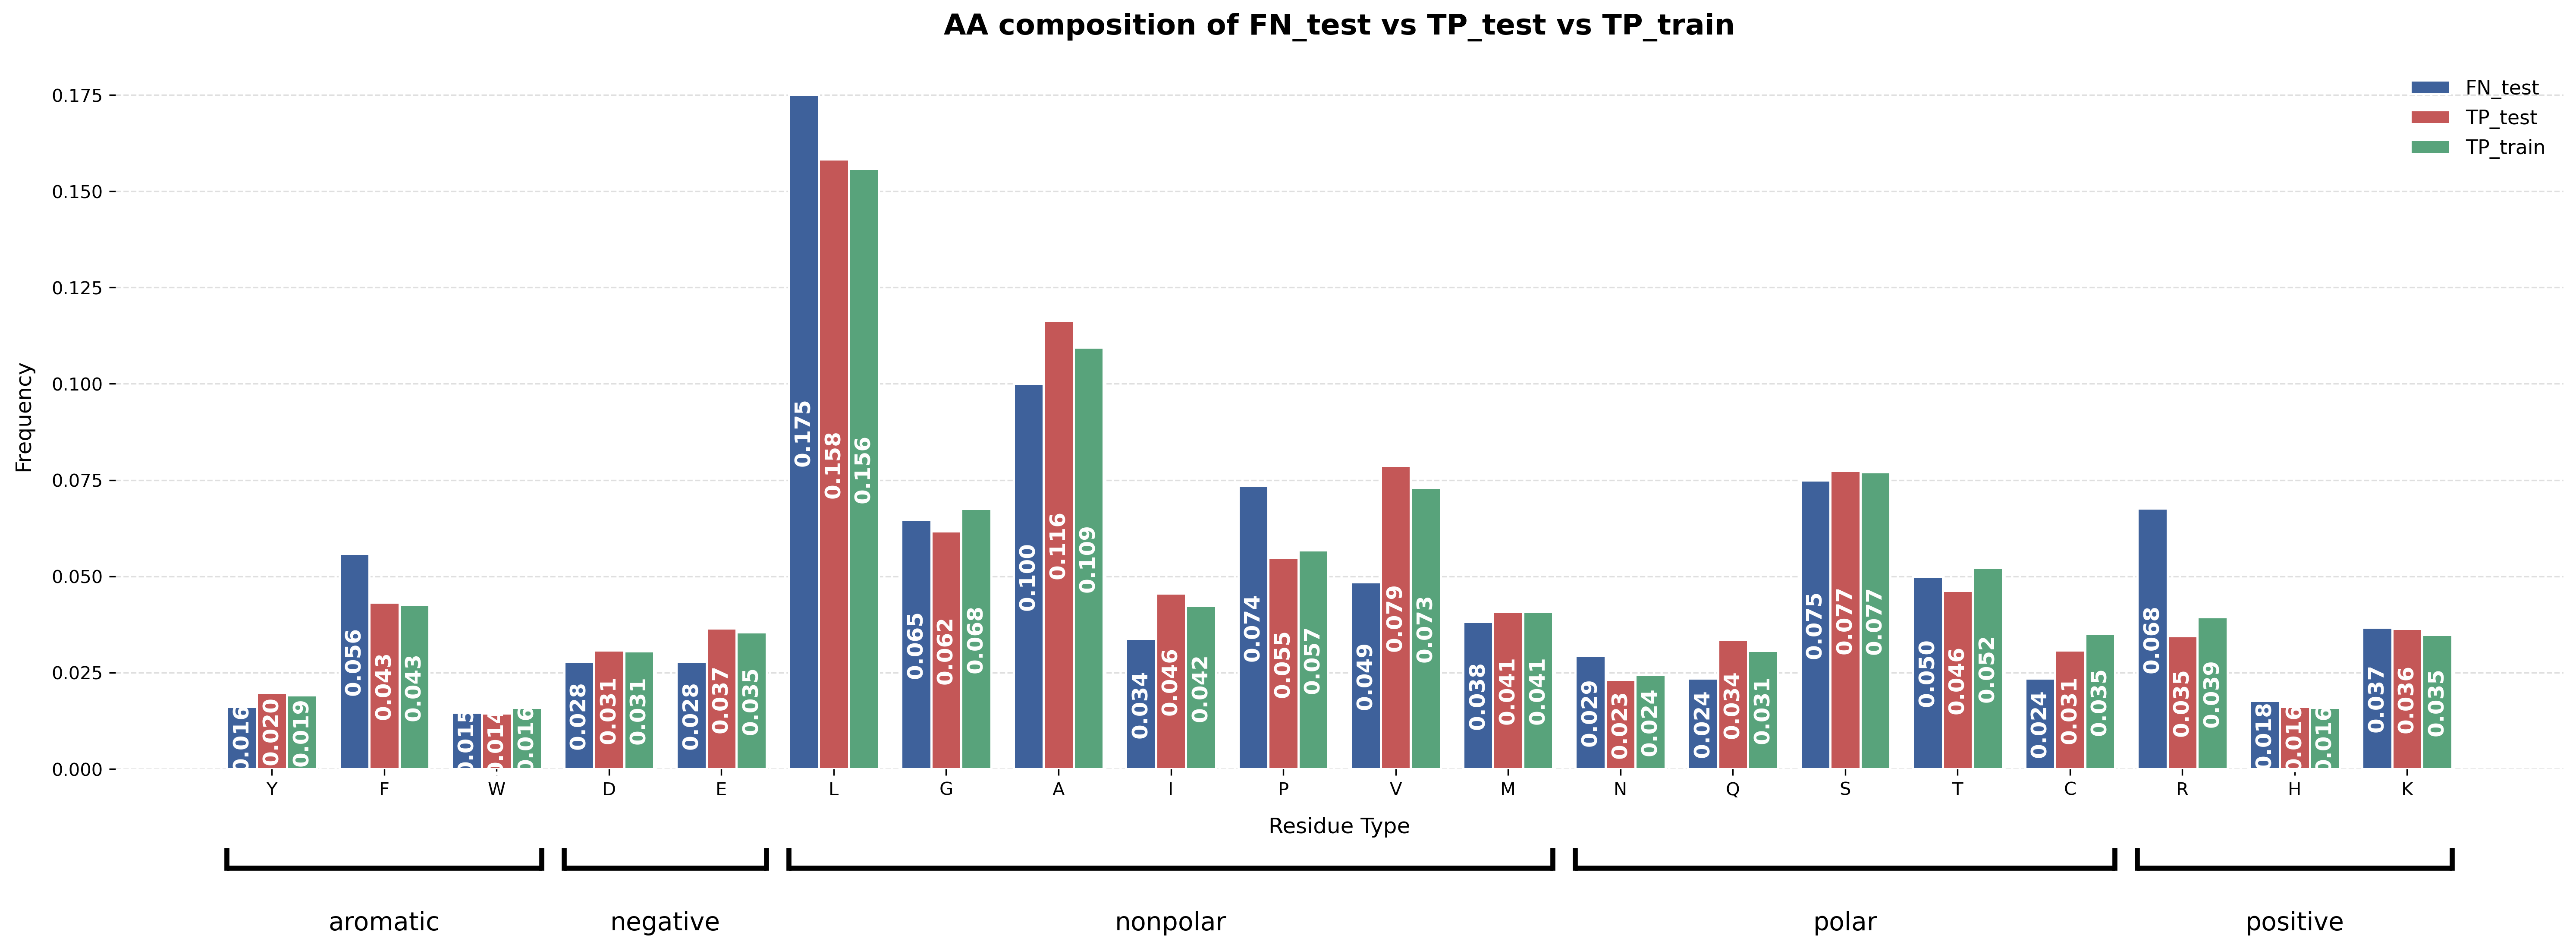 AA composition of FN_test vs TP_test vs TP_train
FN_test
TP_test
TP_train
Frequency
0.175
0.150
0.125
0.100
0.075
0.050
0.025
0.000
0.016 0.020 0.019
0.056 0.043 0.043
0.015 0.014 0.016
0.028 0.031 0.031
0.028 0.037 0.035
0.175 0.158 0.156
0.065 0.062 0.068
0.100 0.116 0.109
0.034 0.046 0.042
0.074 0.055 0.057
0.049 0.079 0.073
0.038 0.041 0.041
0.029 0.023 0.024
0.024 0.034 0.031
0.075 0.077 0.077
0.050 0.046 0.052
0.024 0.031 0.035
0.068 0.035 0.039
0.018 0.016 0.016
0.037 0.036 0.035
Y F W D E L G A I P V M N Q S T C R H K
Residue Type
aromatic negative nonpolar polar positive